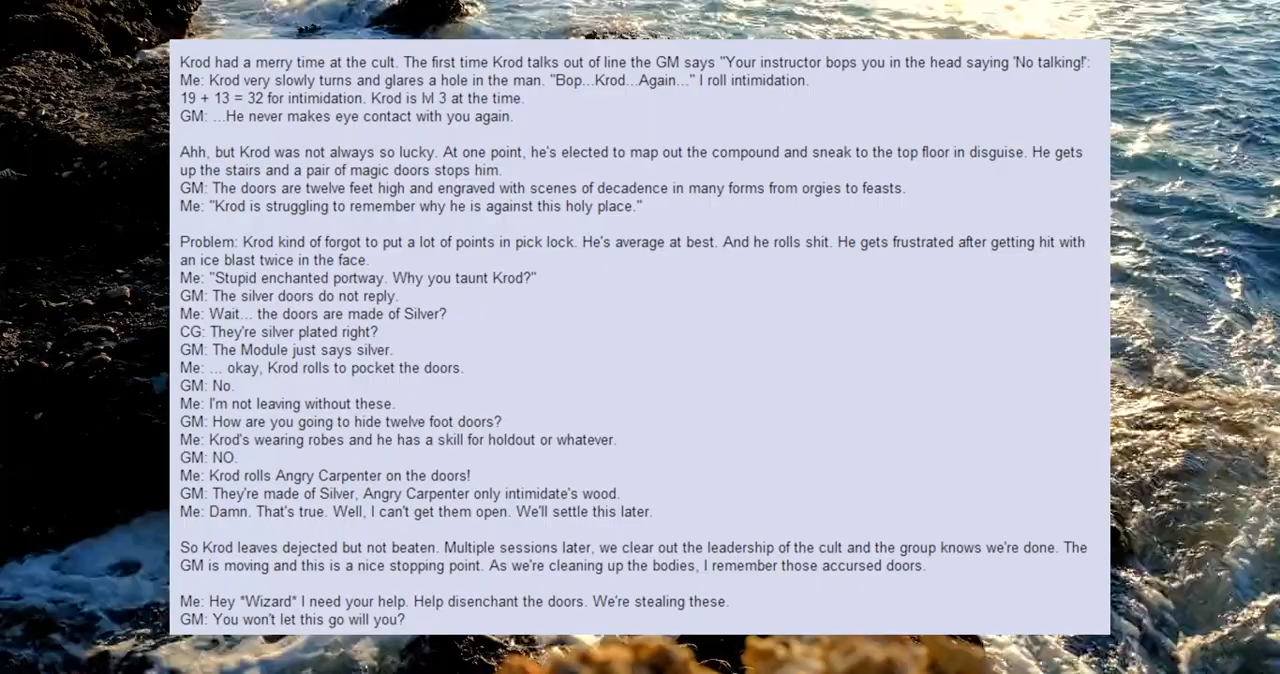 Krod had a merry time at the cult. The first time Krod talks out of line the GM says "Your instructor bops you in the head saying 'No talking!':
Me: Krod very slowly turns and glares a hole in the man. "Bop...Krod...Again..." I roll intimidation.
19 + 13 = 32 for intimidation. Krod is lvl 3 at the time.
GM: ...He never makes eye contact with you again.
Ahh, but Krod was not always so lucky. At one point, he's elected to map out the compound and sneak to the top floor in disguise. He gets
up the stairs and a pair of magic doors stops him.
GM: The doors are twelve feet high and engraved with scenes of decadence in many forms from orgies to feasts.
Me: "Krod is struggling to remember why he is against this holy place."
Problem: Krod kind of forgot to put a lot of points in pick lock. He's average at best. And he rolls shit. He gets frustrated after getting hit with
an ice blast twice in the face.
Me: "Stupid enchanted portway. Why you taunt Krod?"
GM: The silver doors do not reply.
Me: Wait... the doors are made of Silver?
CG: They're silver plated right?
GM: The Module just says silver.
Me: ... okay, Krod rolls to pocket the doors.
GM: No.
Me: I'm not leaving without these.
GM: How are you going to hide twelve foot doors?
Me: Krod's wearing robes and he has a skill for holdout or whatever.
GM: NO.
Me: Krod rolls Angry Carpenter on the doors!
GM: They're made of Silver, Angry Carpenter only intimidate's wood.
Me: Damn. That's true. Well, I can't get them open. We'll settle this later.
So Krod leaves dejected but not beaten. Multiple sessions later, we clear out the leadership of the cult and the group knows we're done. The
GM is moving and this is a nice stopping point. As we're cleaning up the bodies, I remember those accursed doors.
Me: Hey *Wizard* I need your help. Help disenchant the doors. We're stealing these.
GM: You won't let this go will you?